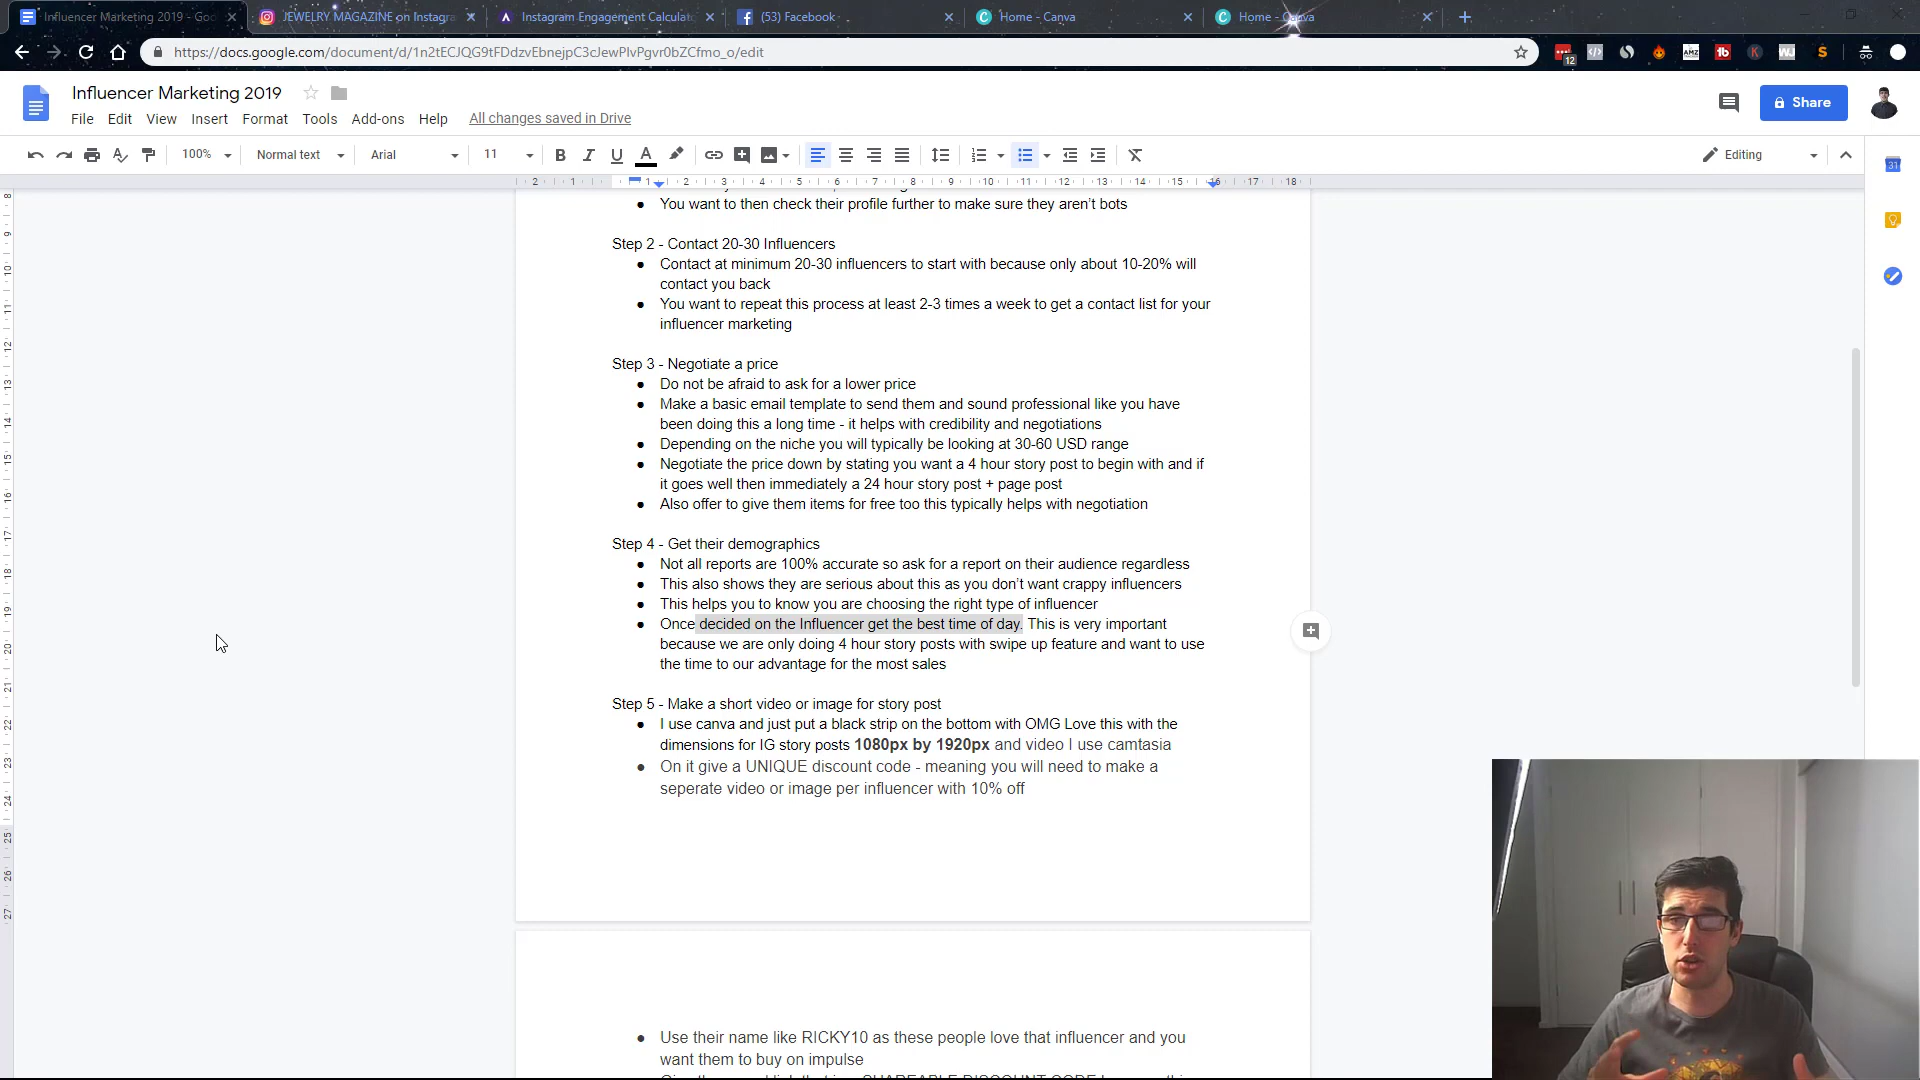 Influencer Marketing 2019 - Goo
JEWELRY MAGAZINE on Instagra
Instagram Engagement Calculat
(53) Facebook
Home - Canva
Home - Canva
https://docs.google.com/document/d/1n2tECJQG9tFDdzvEbnejpC3cJewPIvPgvr0bZCfmo_o/edit
Influencer Marketing 2019
Share
File Edit View Insert Format Tools Add-ons Help All changes saved in Drive
100% Normal text Arial 11 Editing
You want to then check their profile further to make sure they aren't bots
Step 2 - Contact 20-30 Influencers
● Contact at minimum 20-30 influencers to start with because only about 10-20% will
contact you back
● You want to repeat this process at least 2-3 times a week to get a contact list for your
influencer marketing
Step 3 - Negotiate a price
● Do not be afraid to ask for a lower price
● Make a basic email template to send them and sound professional like you have
been doing this a long time - it helps with credibility and negotiations
● Depending on the niche you will typically be looking at 30-60 USD range
● Negotiate the price down by stating you want a 4 hour story post to begin with and if
it goes well then immediately a 24 hour story post + page post
● Also offer to give them items for free too this typically helps with negotiation
Step 4 - Get their demographics
● Not all reports are 100% accurate so ask for a report on their audience regardless
● This also shows they are serious about this as you don't want crappy influencers
● This helps you to know you are choosing the right type of influencer
● Once decided on the Influencer get the best time of day. This is very important
because we are only doing 4 hour story posts with swipe up feature and want to use
the time to our advantage for the most sales
Step 5 - Make a short video or image for story post
● I use canva and just put a black strip on the bottom with OMG Love this with the
dimensions for IG story posts 1080px by 1920px and video I use camtasia
● On it give a UNIQUE discount code - meaning you will need to make a
seperate video or image per influencer with 10% off
● Use their name like RICKY10 as these people love that influencer and you
want them to buy on impulse